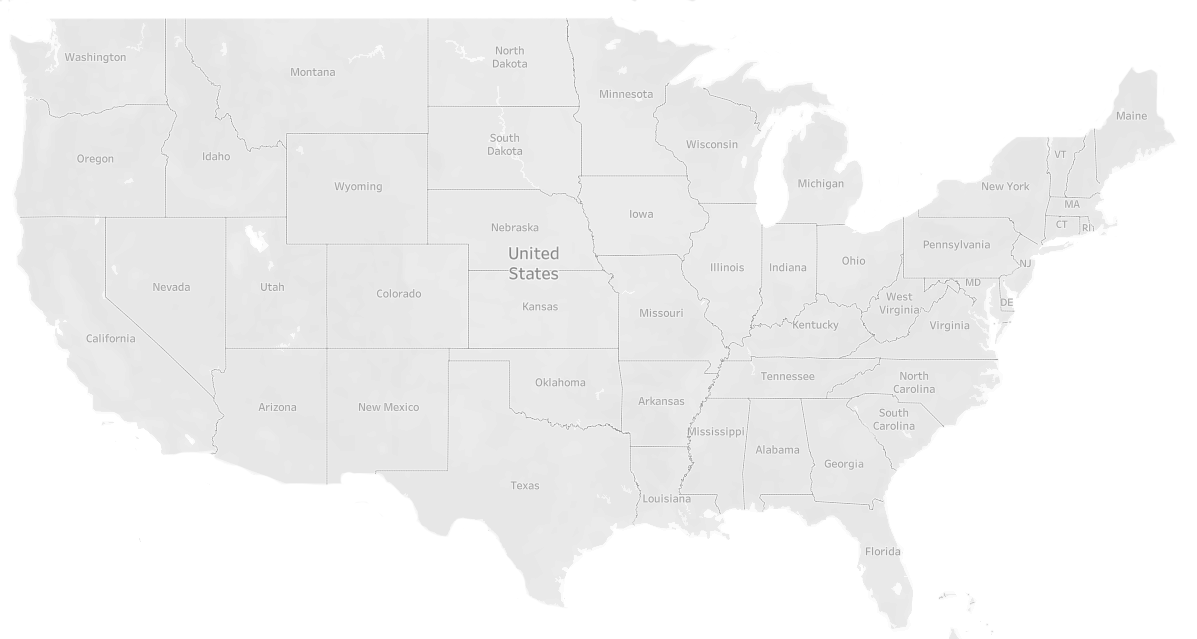 Washington
Montana
North
Dakota
Minnesota
Maine
Oregon
Idaho
Wyoming
South
Dakota
Wisconsin
Michigan
New York
VT
MA
CT
RI
Nebraska
Iowa
United
States
Nevada
Utah
Colorado
Kansas
Missouri
Illinois
Indiana
Ohio
Pennsylvania
NJ
MD
DE
West
Virginia
Virginia
Kentucky
California
Arizona
New Mexico
Oklahoma
Arkansas
Tennessee
North
Carolina
South
Carolina
Mississippi
Alabama
Georgia
Texas
Louisiana
Florida